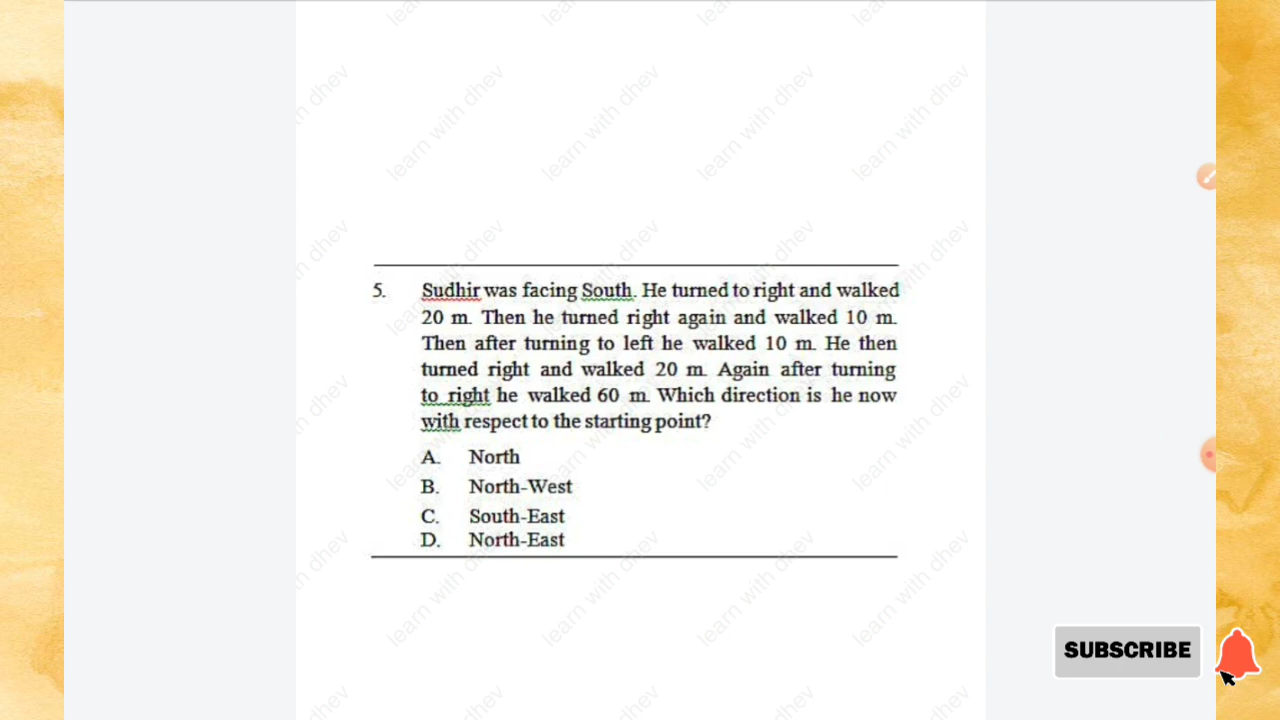 learn with dhev
5. Sudhir was facing South. He turned to right and walked
20 m. Then he turned right again and walked 10 m.
Then after turning to left he walked 10 m. He then
turned right and walked 20 m. Again after turning
to right he walked 60 m. Which direction is he now
with respect to the starting point?
A. North
B. North-West
C. South-East
D. North-East
SUBSCRIBE